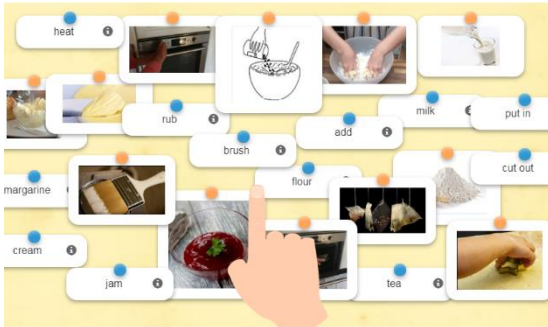 heat
milk
put in
rub
add
brush
cut out
flour
margarine
cream
jam
tea